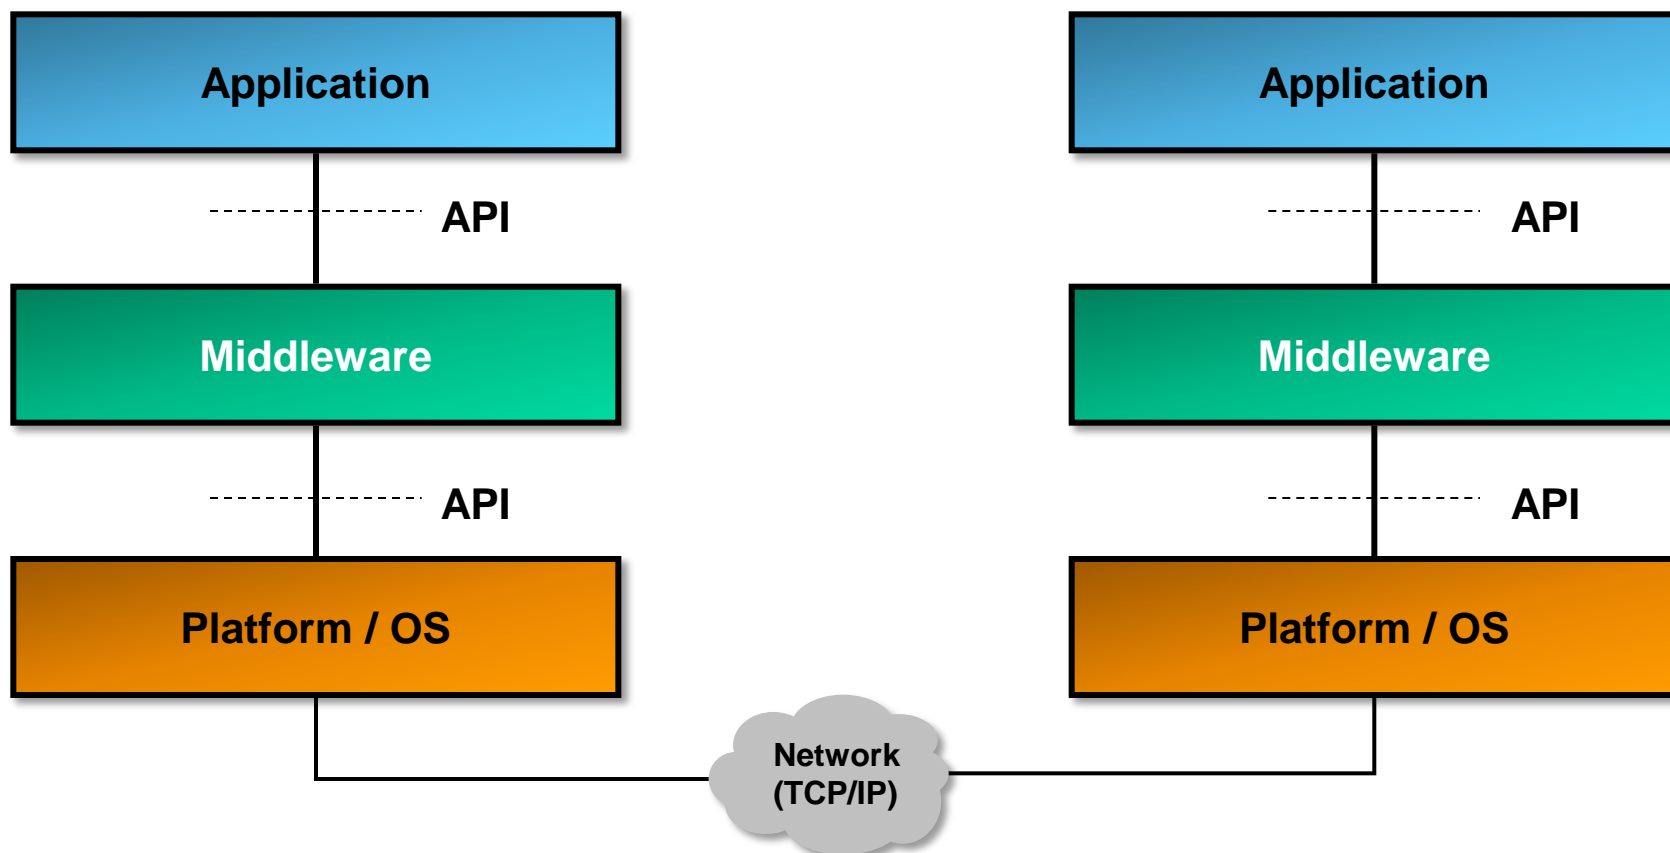 Application
Application
API
API
Middleware
Middleware
API
API
Platform / OS
Platform / OS
Network
(TCP/IP)